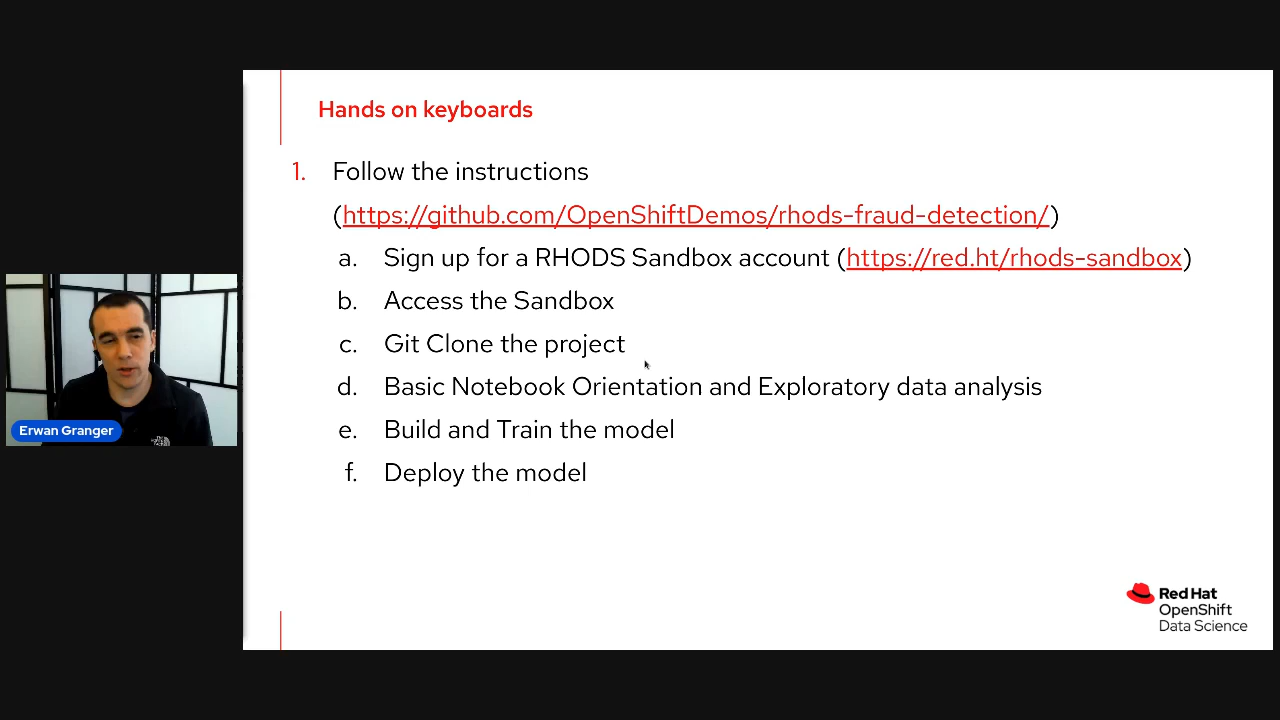 Hands on keyboards
1. Follow the instructions
(https://github.com/OpenShiftDemos/rhods-fraud-detection/)
a. Sign up for a RHODS Sandbox account (https://red.ht/rhods-sandbox)
b. Access the Sandbox
c. Git Clone the project
d. Basic Notebook Orientation and Exploratory data analysis
e. Build and Train the model
f. Deploy the model
Erwan Granger
Red Hat
OpenShift
Data Science